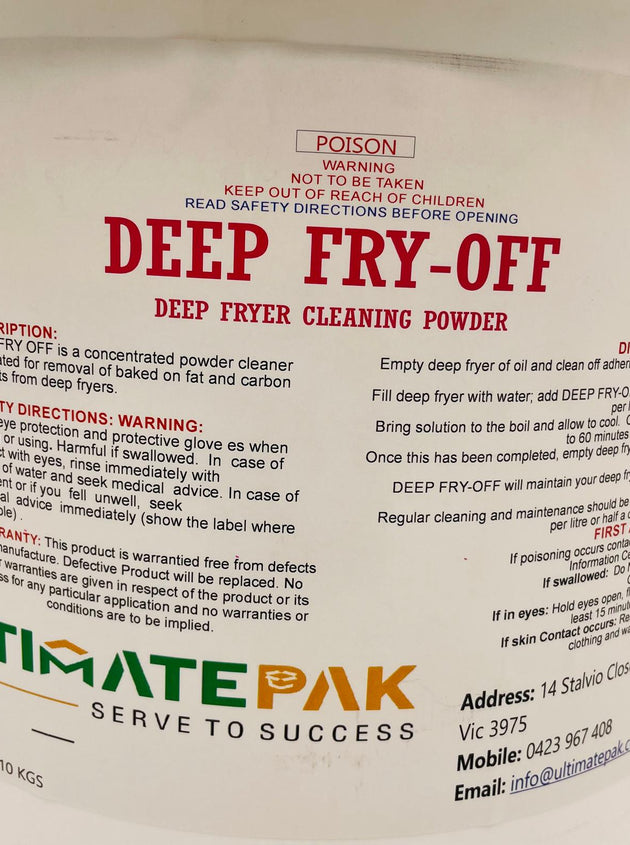 POISON
WARNING
NOT TO BE TAKEN
KEEP OUT OF REACH OF CHILDREN
READ SAFETY DIRECTIONS BEFORE OPENING
DEEP FRY-OFF
DEEP FRYER CLEANING POWDER
RIPTION:
FRY OFF is a concentrated powder cleaner
ated for removal of baked on fat and carbon
ts from deep fryers.
TY DIRECTIONS: WARNING:
eye protection and protective glove es when
or using. Harmful if swallowed. In case of
ct with eyes, rinse immediately with
of water and seek medical advice. In case of
ent or if you fell unwell, seek
al advice immediately (show the label where
ble) .
RRANTY: This product is warrantied free from defects
manufacture. Defective Product will be replaced. No
r warranties are given in respect of the product or its
ss for any particular application and no warranties or
conditions are to be implied.
DI
Empty deep fryer of oil and clean off adheri
Fill deep fryer with water; add DEEP FRY-O
per l
Bring solution to the boil and allow to cool.
to 60 minutes
Once this has been completed, empty deep fry
DEEP FRY-OFF will maintain your deep fr
Regular cleaning and maintenance should be
per litre or half a c
FIRST A
If poisoning occurs conta
Information Ce
If swallowed: Do N
If in eyes: Hold eyes open, f
least 15 minut
If skin Contact occurs: Re
clothing and wa
TIMATEPAK
SERVE TO SUCCESS
10 KGS
Address: 14 Stalvio Close
Vic 3975
Mobile: 0423 967 408
Email: info@ultimatepak.c